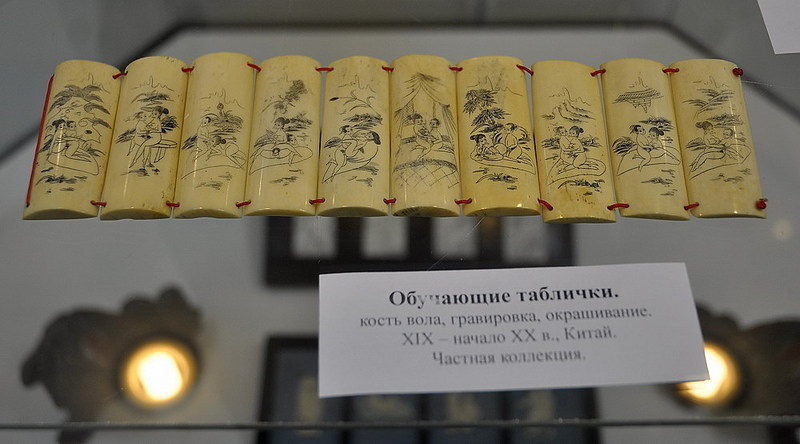 Обучающие таблички.
кость вола, гравировка, окрашивание.
XIX – начало XX в., Китай.
Частная коллекция.